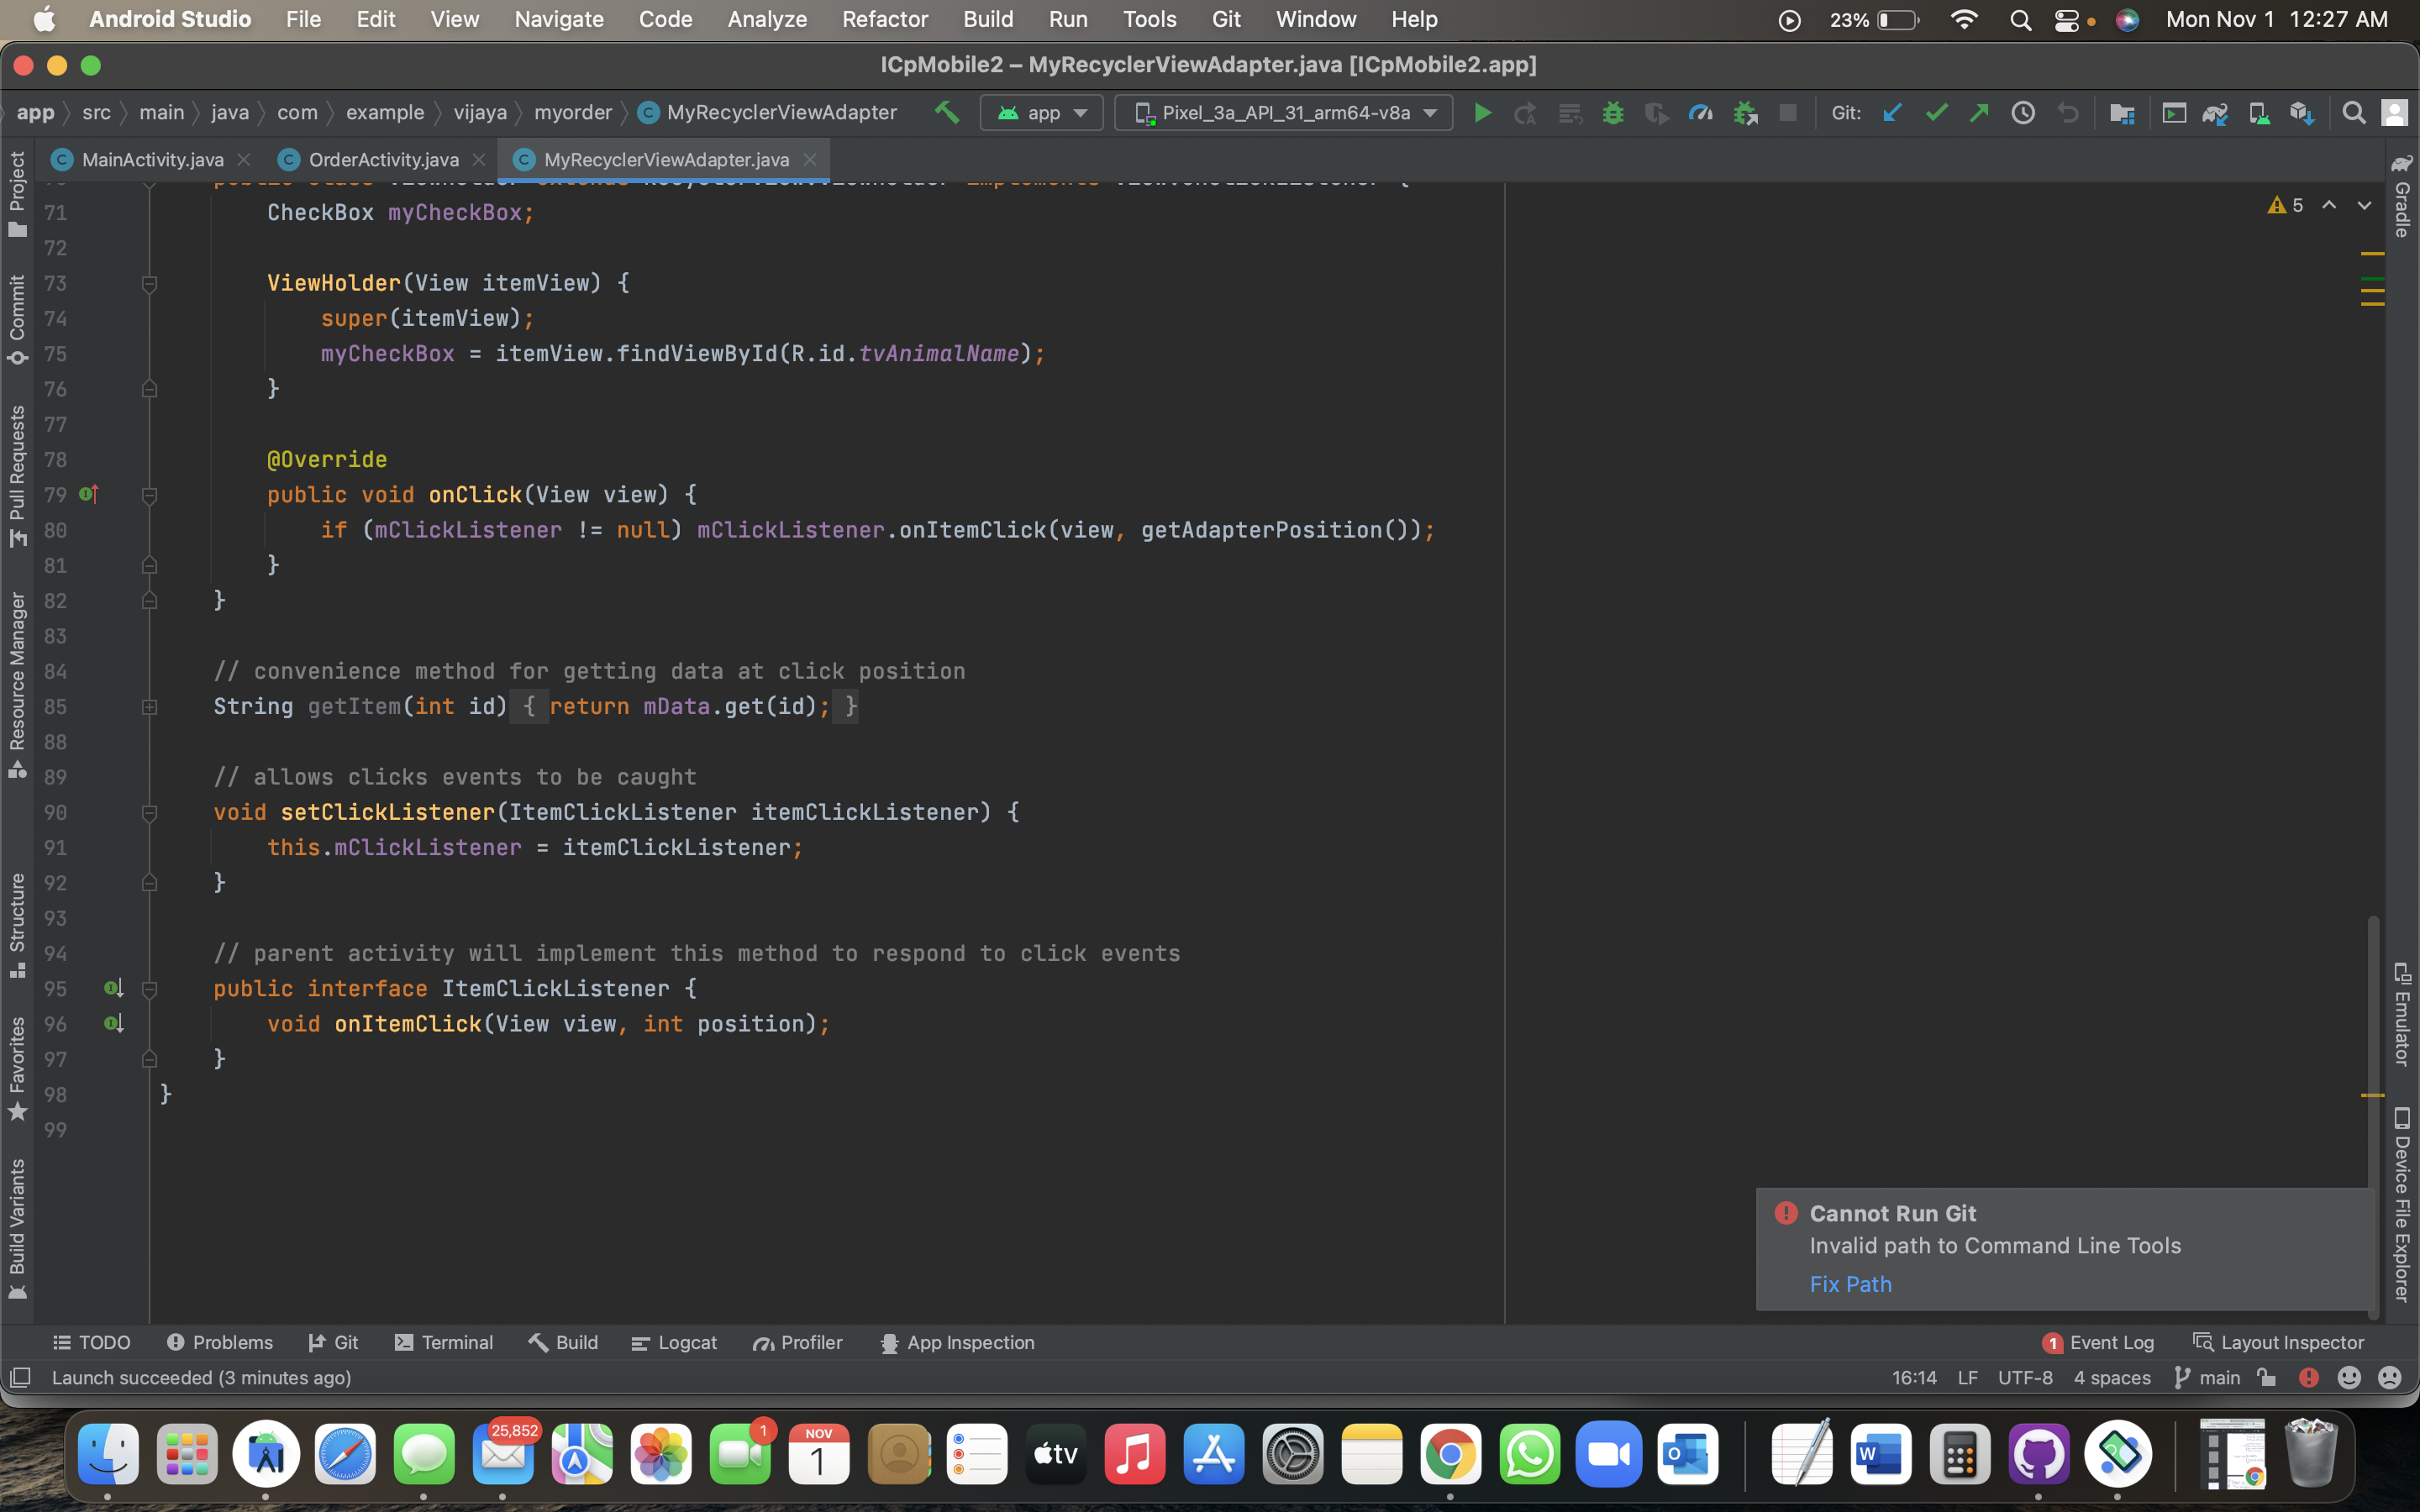 Android Studio File Edit View Navigate Code Analyze Refactor Build Run Tools Git Window Help 23% Mon Nov 1 12:27 AM
ICpMobile2 – MyRecyclerViewAdapter.java [ICpMobile2.app]
app src main java com example vijaya myorder MyRecyclerViewAdapter app Pixel_3a_API_31_arm64-v8a Git:
MainActivity.java OrderActivity.java MyRecyclerViewAdapter.java
Project
Commit
Pull Requests
Resource Manager
Structure
Favorites
Build Variants
public class ViewHolder extends RecyclerView.ViewHolder implements View.OnClickListener {
71 CheckBox myCheckBox;
72
73 ViewHolder(View itemView) {
74 super(itemView);
75 myCheckBox = itemView.findViewById(R.id.tvAnimalName);
76 }
77
78 @Override
79 public void onClick(View view) {
80 if (mClickListener != null) mClickListener.onItemClick(view, getAdapterPosition());
81 }
82 }
83
84 // convenience method for getting data at click position
85 String getItem(int id) { return mData.get(id); }
88
89 // allows clicks events to be caught
90 void setClickListener(ItemClickListener itemClickListener) {
91 this.mClickListener = itemClickListener;
92 }
93
94 // parent activity will implement this method to respond to click events
95 public interface ItemClickListener {
96 void onItemClick(View view, int position);
97 }
98 }
99
5
Gradle
Emulator
Device File Explorer
Cannot Run Git
Invalid path to Command Line Tools
Fix Path
TODO Problems Git Terminal Build Logcat Profiler App Inspection 1 Event Log Layout Inspector
Launch succeeded (3 minutes ago) 16:14 LF UTF-8 4 spaces main
25,852
1
NOV
1
tv
W